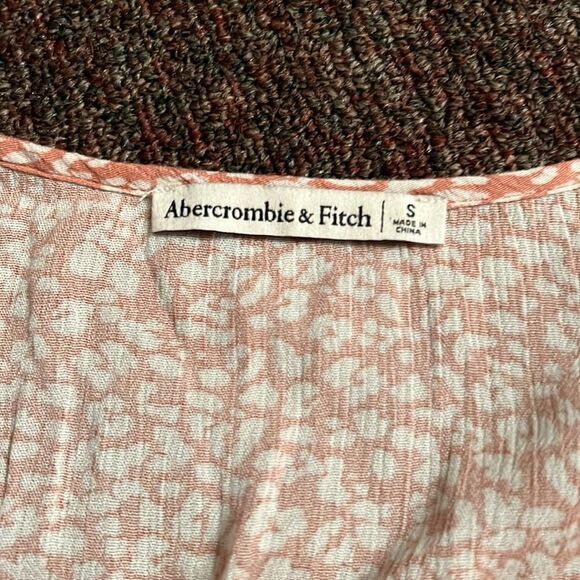 Abercrombie & Fitch
S
MADE IN
CHINA